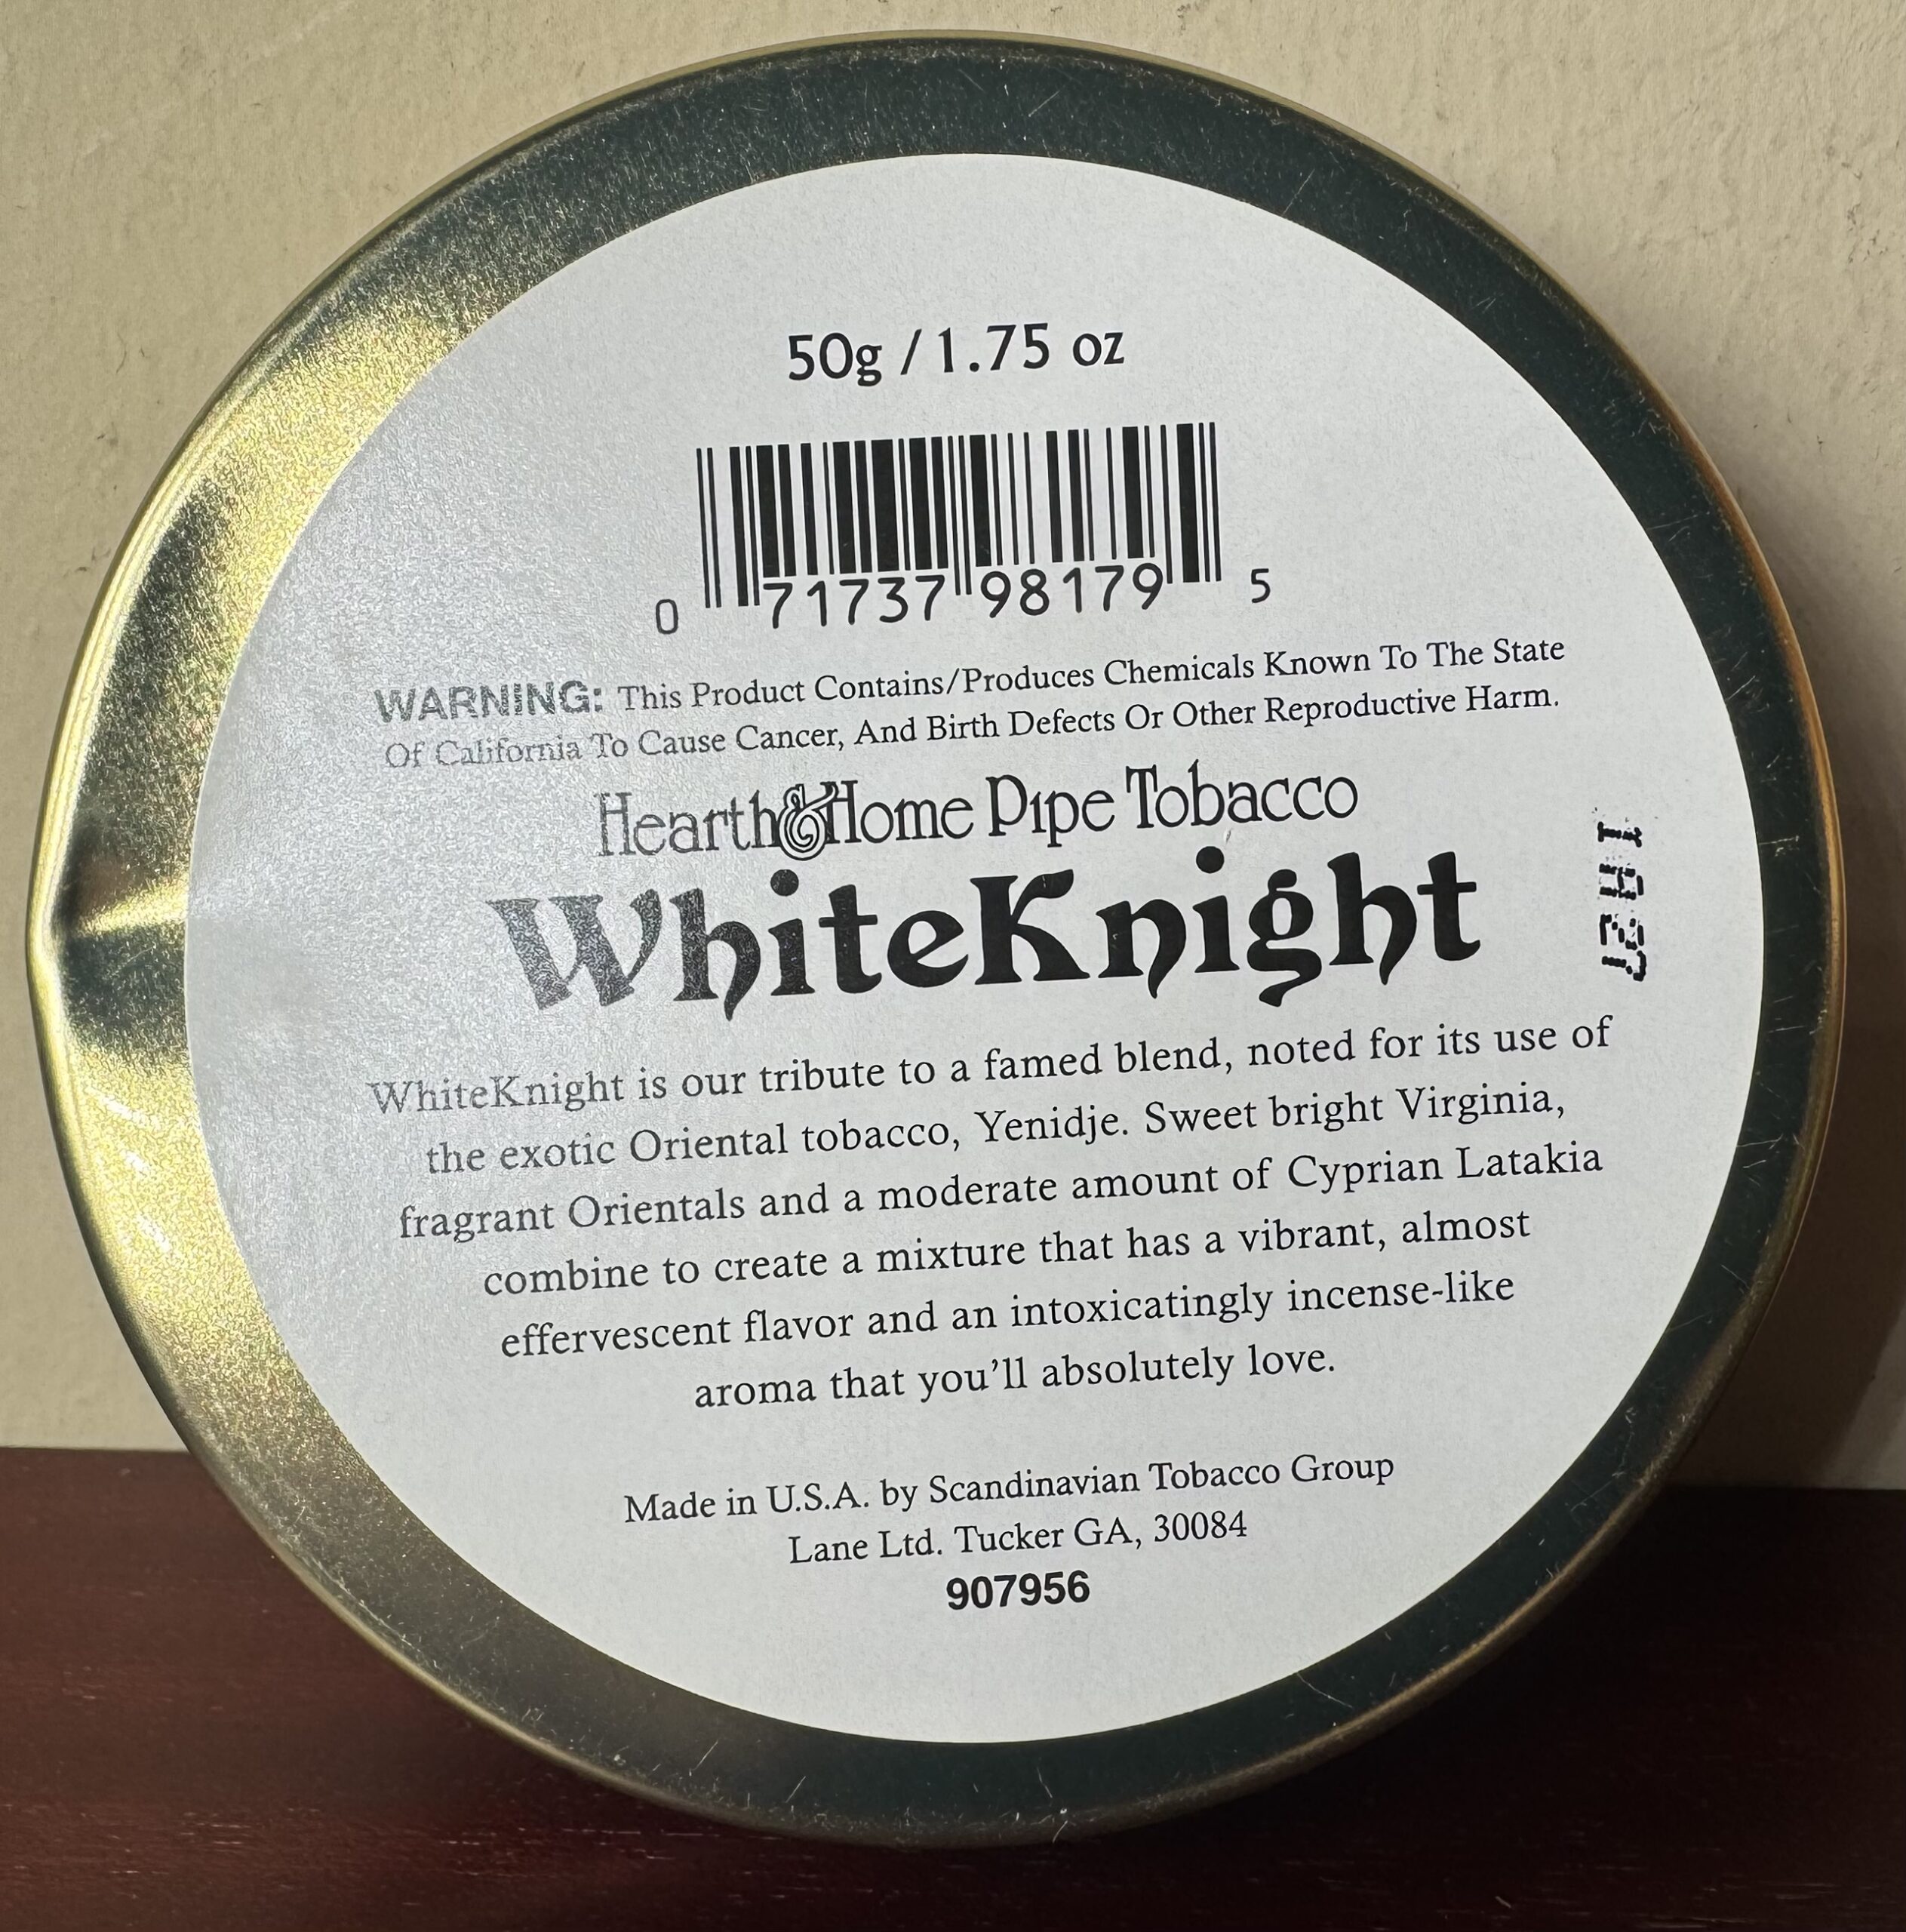 50g / 1.75 oz
0 71737 98179 5
WARNING: This Product Contains/Produces Chemicals Known To The State
Of California To Cause Cancer, And Birth Defects Or Other Reproductive Harm.
Hearth & Home Pipe Tobacco
WhiteKnight
WhiteKnight is our tribute to a famed blend, noted for its use of
the exotic Oriental tobacco, Yenidje. Sweet bright Virginia,
fragrant Orientals and a moderate amount of Cyprian Latakia
combine to create a mixture that has a vibrant, almost
effervescent flavor and an intoxicatingly incense-like
aroma that you'll absolutely love.
Made in U.S.A. by Scandinavian Tobacco Group
Lane Ltd. Tucker GA, 30084
907956